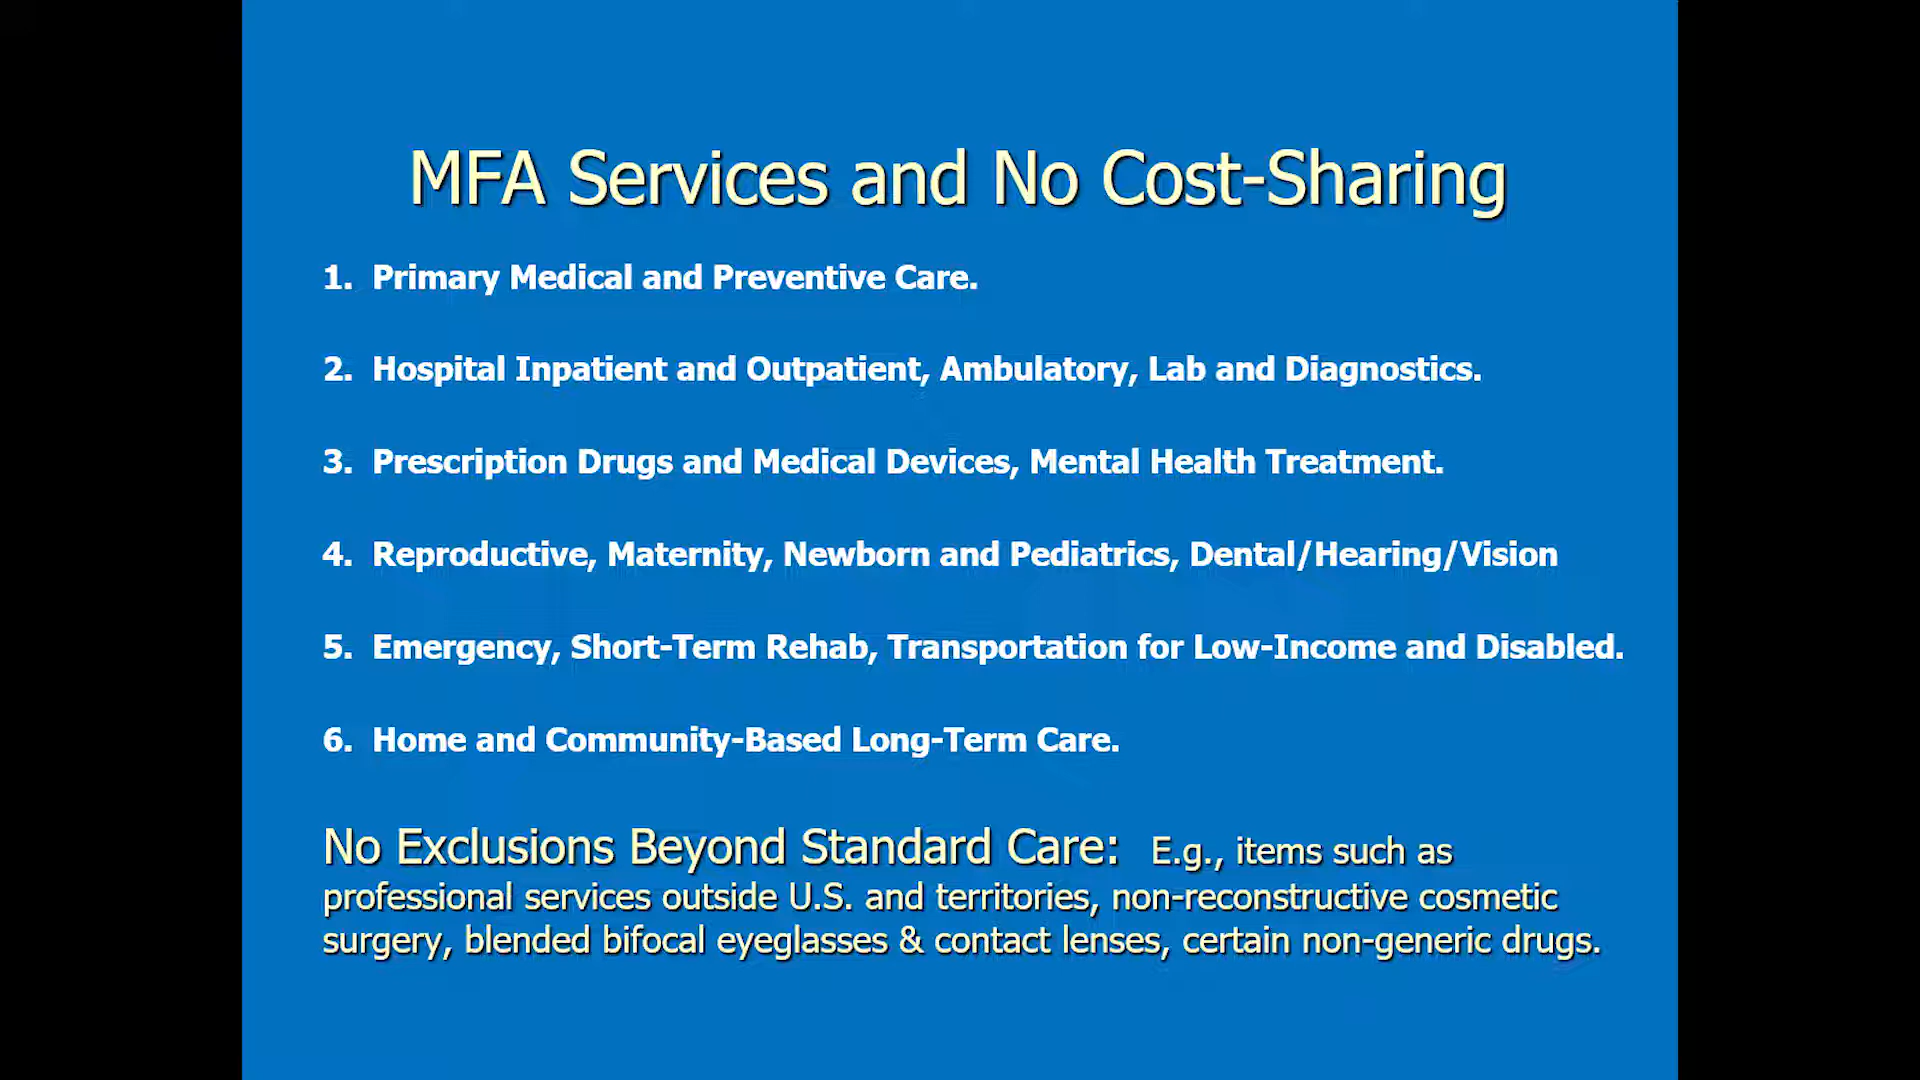 MFA Services and No Cost-Sharing
1. Primary Medical and Preventive Care.
2. Hospital Inpatient and Outpatient, Ambulatory, Lab and Diagnostics.
3. Prescription Drugs and Medical Devices, Mental Health Treatment.
4. Reproductive, Maternity, Newborn and Pediatrics, Dental/Hearing/Vision
5. Emergency, Short-Term Rehab, Transportation for Low-Income and Disabled.
6. Home and Community-Based Long-Term Care.
No Exclusions Beyond Standard Care: E.g., items such as
professional services outside U.S. and territories, non-reconstructive cosmetic
surgery, blended bifocal eyeglasses & contact lenses, certain non-generic drugs.